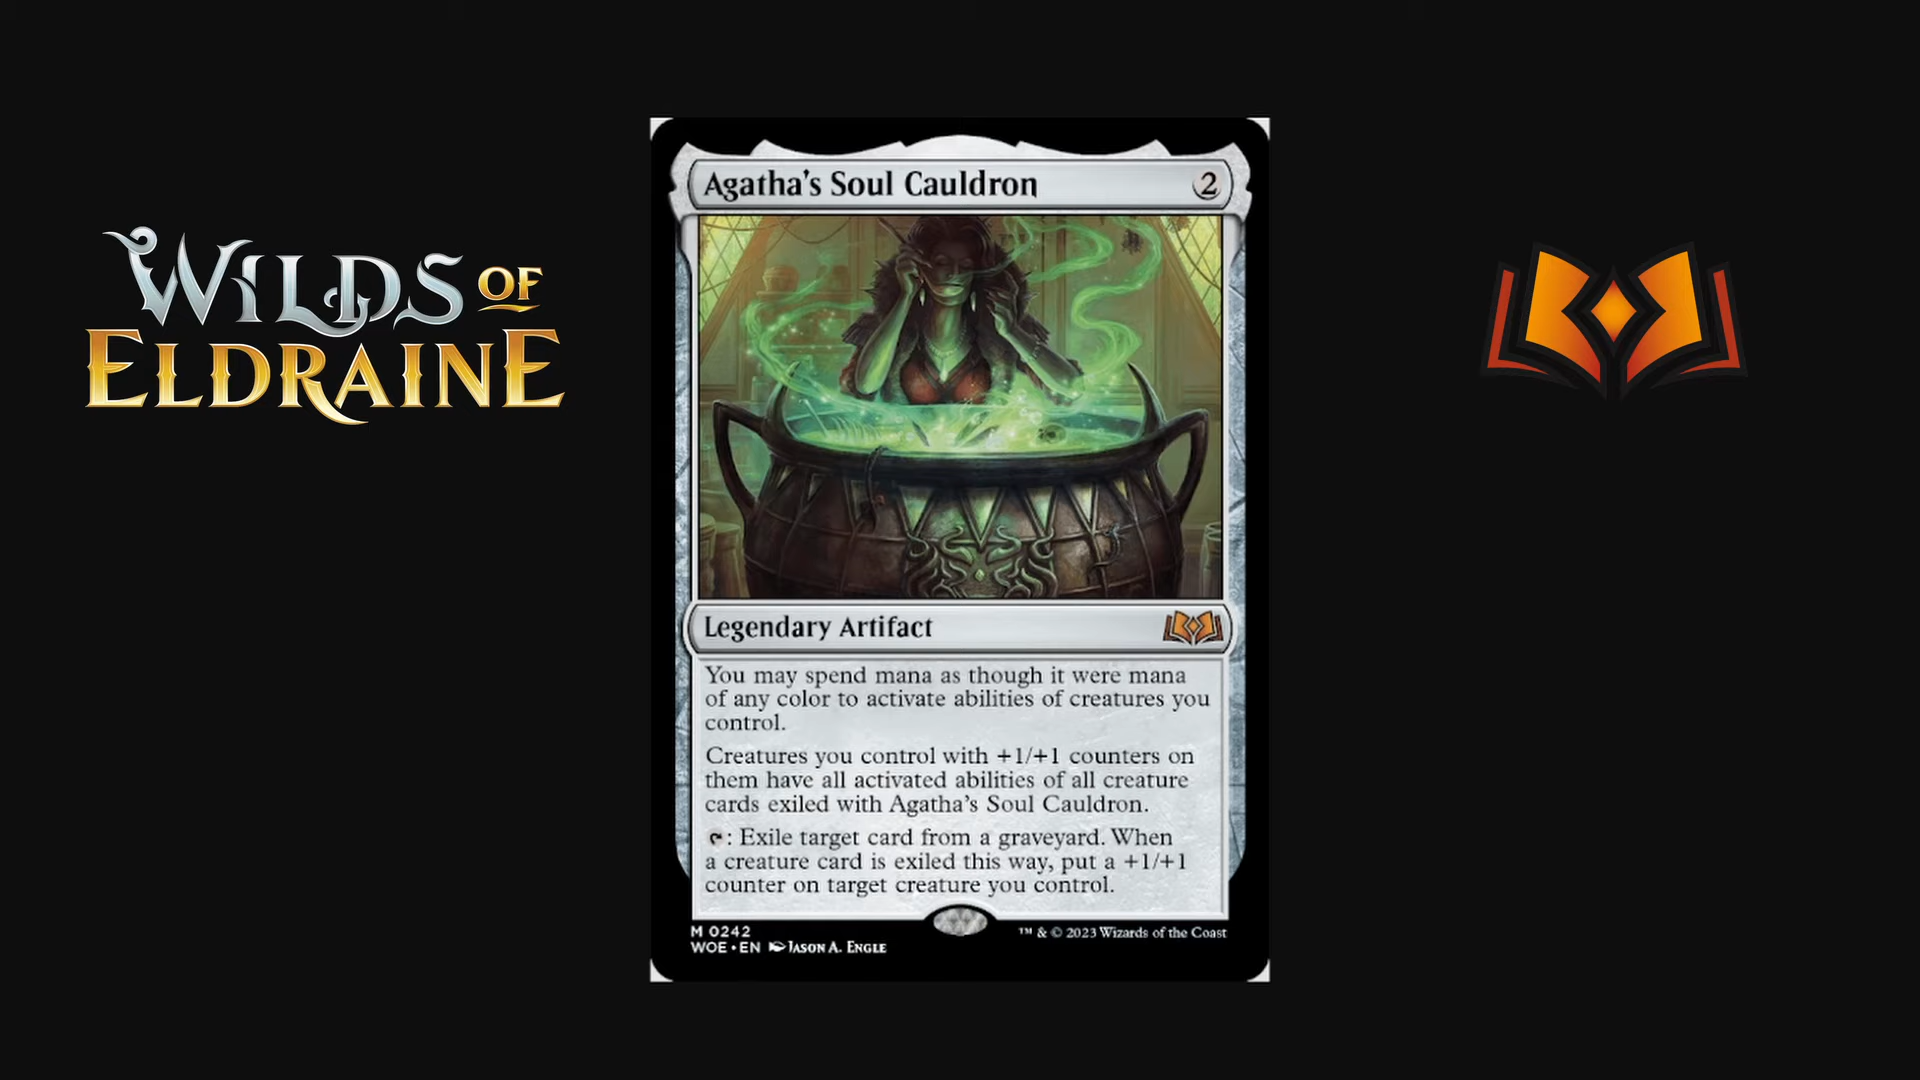 WILDS OF
ELDRAINE
Agatha's Soul Cauldron 2
Legendary Artifact
You may spend mana as though it were mana
of any color to activate abilities of creatures you
control.
Creatures you control with +1/+1 counters on
them have all activated abilities of all creature
cards exiled with Agatha's Soul Cauldron.
: Exile target card from a graveyard. When
a creature card is exiled this way, put a +1/+1
counter on target creature you control.
M 0242
WOE • EN JASON A. ENGLE
™ & © 2023 Wizards of the Coast